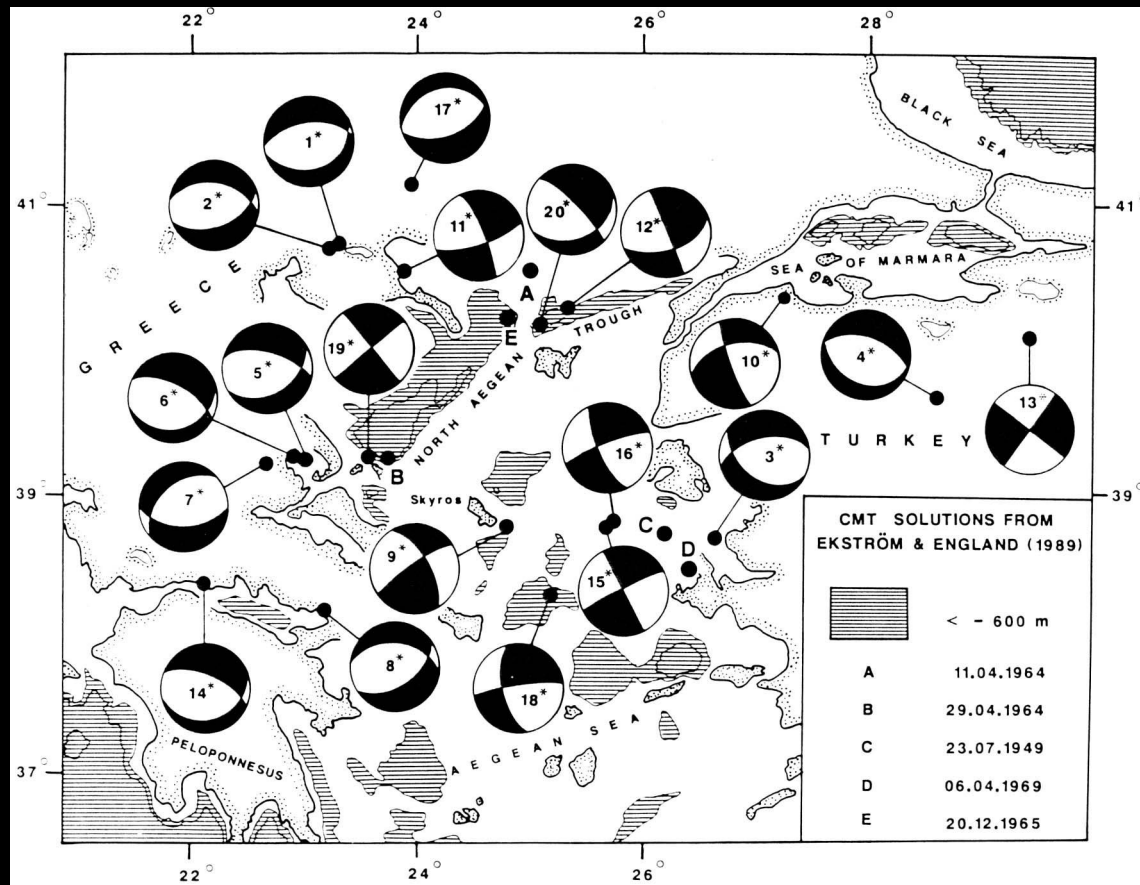 22°
24°
26°
28°
BLACK SEA
17*
1*
2*
41°
41°
11*
20*
12*
A
SEA OF MARMARA
GREECE
E
NORTH AEGEAN TROUGH
19*
5*
10*
4*
6*
13*
TURKEY
16*
3*
B
39°
39°
7*
Skyros
C
D
9*
15*
8*
14*
18*
PELOPONNESUS
AEGEAN SEA
37°
CMT SOLUTIONS FROM
EKSTRÖM & ENGLAND (1989)
< - 600 m
A 11.04.1964
B 29.04.1964
C 23.07.1949
D 06.04.1969
E 20.12.1965
22°
24°
26°